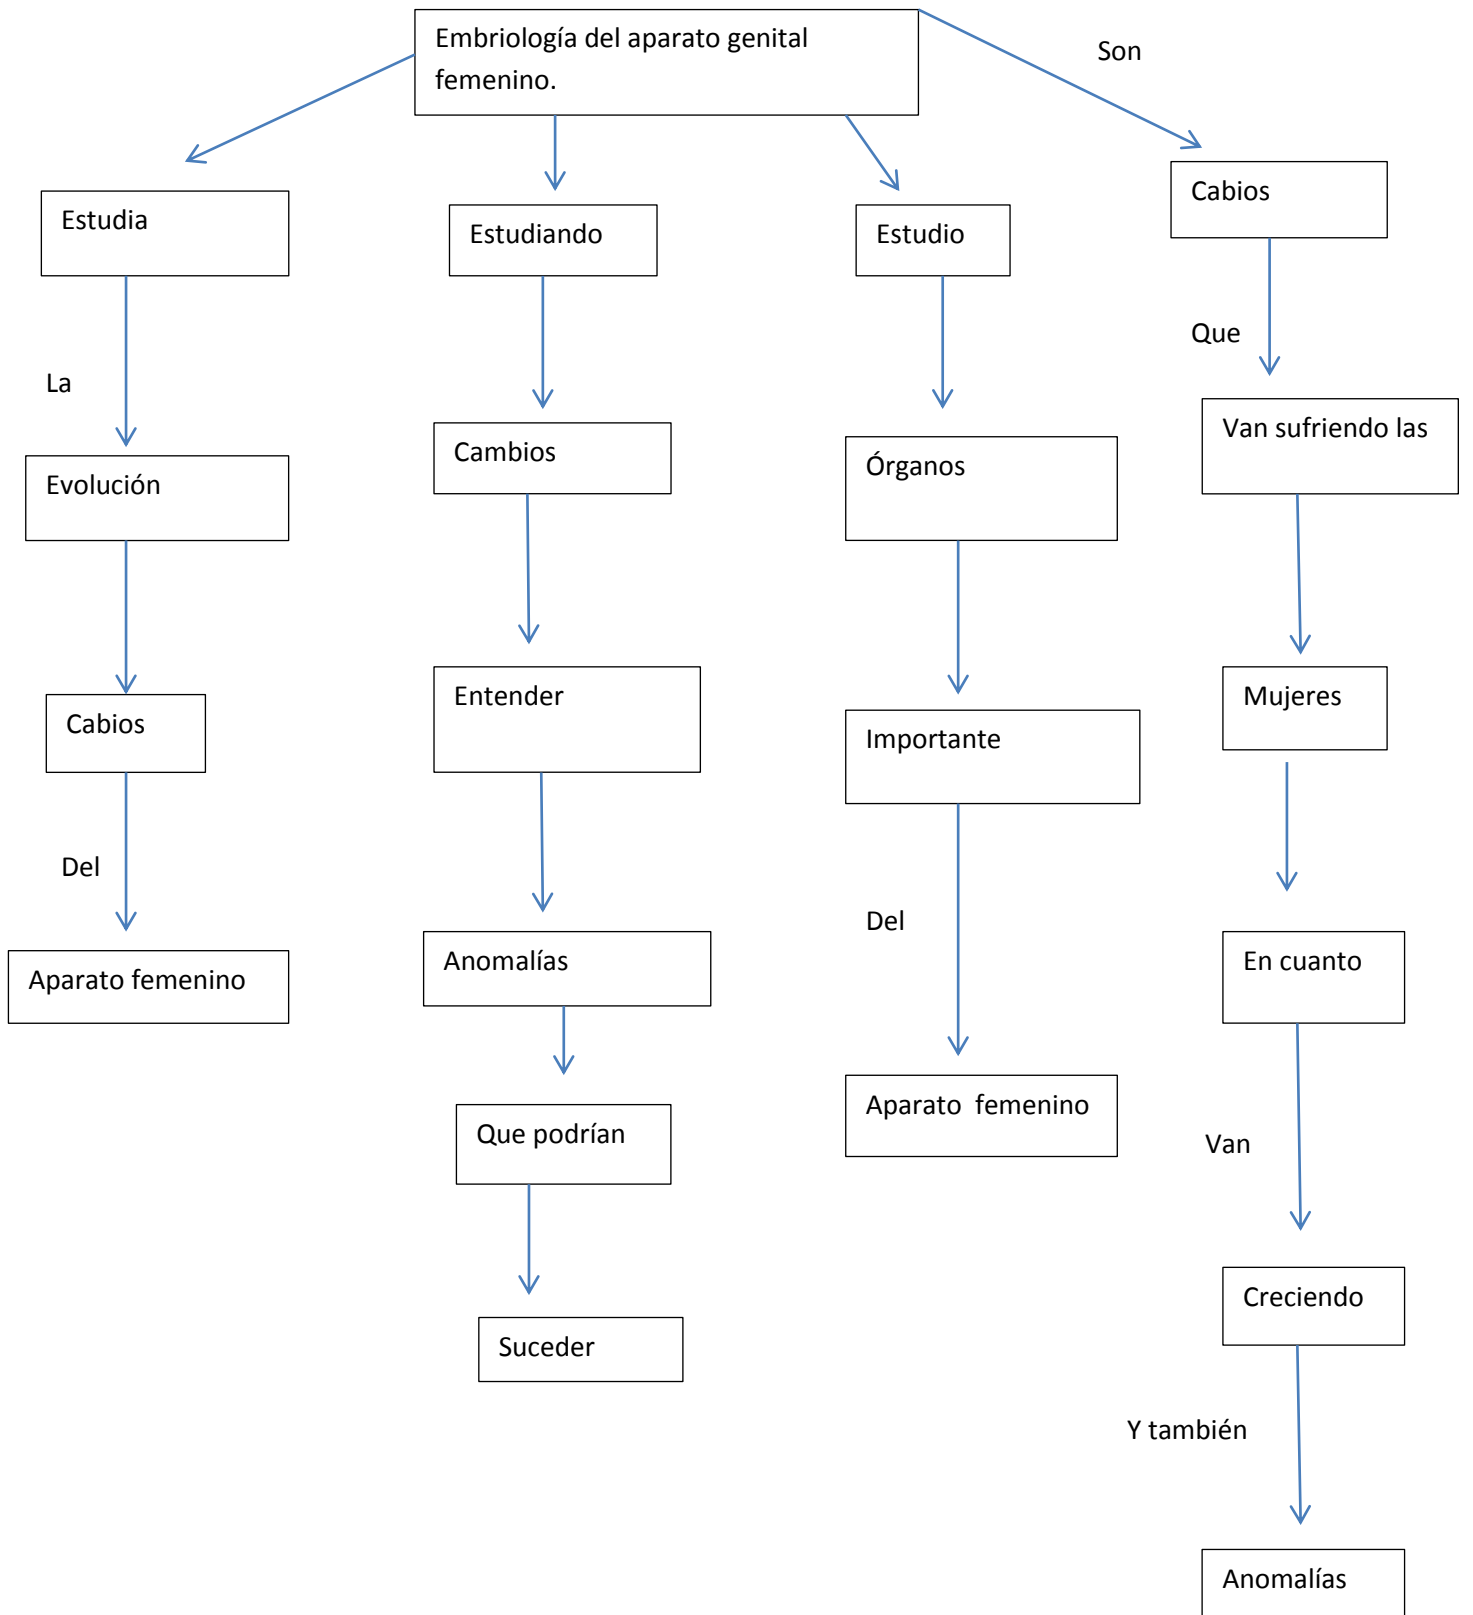 Embriología del aparato genital
femenino.
Son
Estudia
La
Evolución
Cabios
Del
Aparato femenino
Estudiando
Cambios
Entender
Anomalías
Que podrían
Suceder
Estudio
Órganos
Importante
Del
Aparato femenino
Cabios
Que
Van sufriendo las
Mujeres
En cuanto
Van
Creciendo
Y también
Anomalías